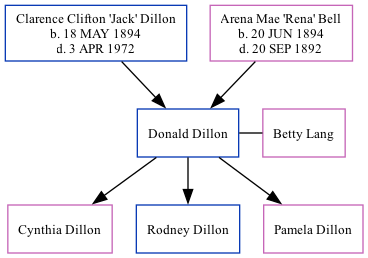 Clarence Clifton 'Jack' Dillon
b. 18 MAY 1894
d. 3 APR 1972
Arena Mae 'Rena' Bell
b. 20 JUN 1894
d. 20 SEP 1892
Donald Dillon
Betty Lang
Cynthia Dillon
Rodney Dillon
Pamela Dillon